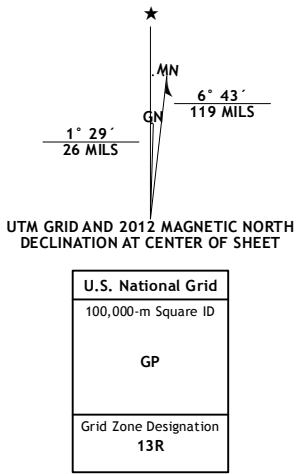 ★
MN
GN
6° 43´
119 MILS
1° 29´
26 MILS
UTM GRID AND 2012 MAGNETIC NORTH
DECLINATION AT CENTER OF SHEET
U.S. National Grid
100,000-m Square ID
GP
Grid Zone Designation
13R